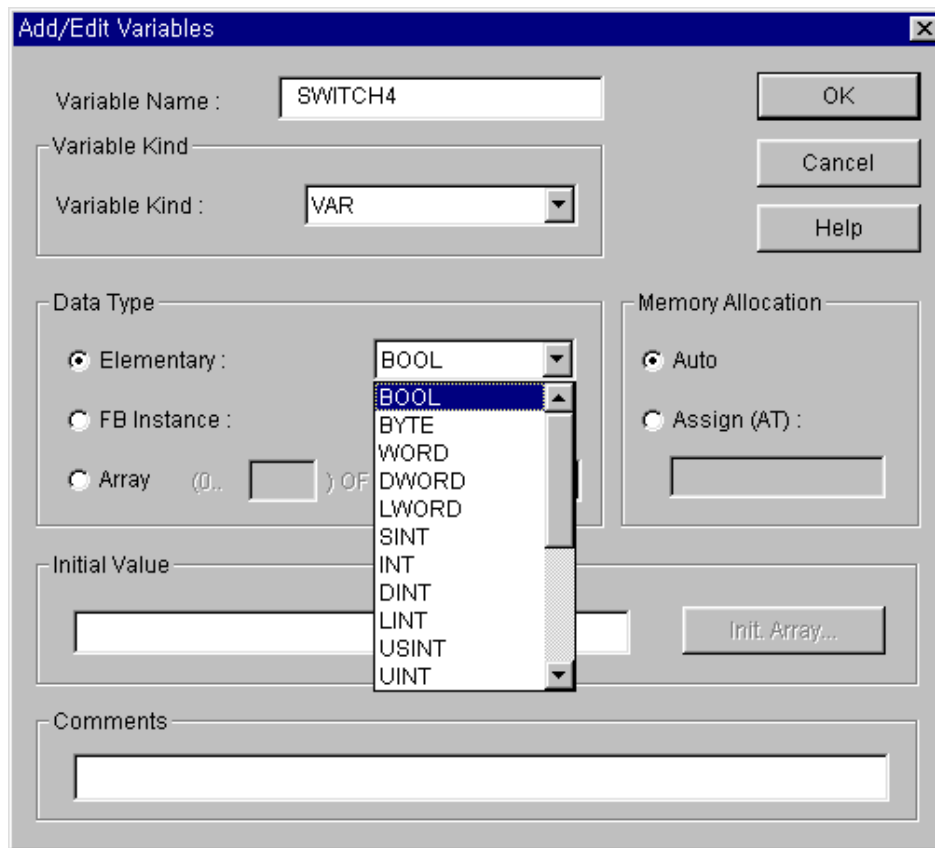 Add/Edit Variables
Variable Name :
SWITCH4
OK
Variable Kind
Cancel
Variable Kind :
VAR
Help
Data Type
Memory Allocation
Elementary :
BOOL
Auto
BOOL
FB Instance :
BYTE
Assign (AT) :
WORD
Array (0.. ) OF
DWORD
LWORD
SINT
Initial Value
INT
DINT
LINT
Init. Array...
USINT
UINT
Comments